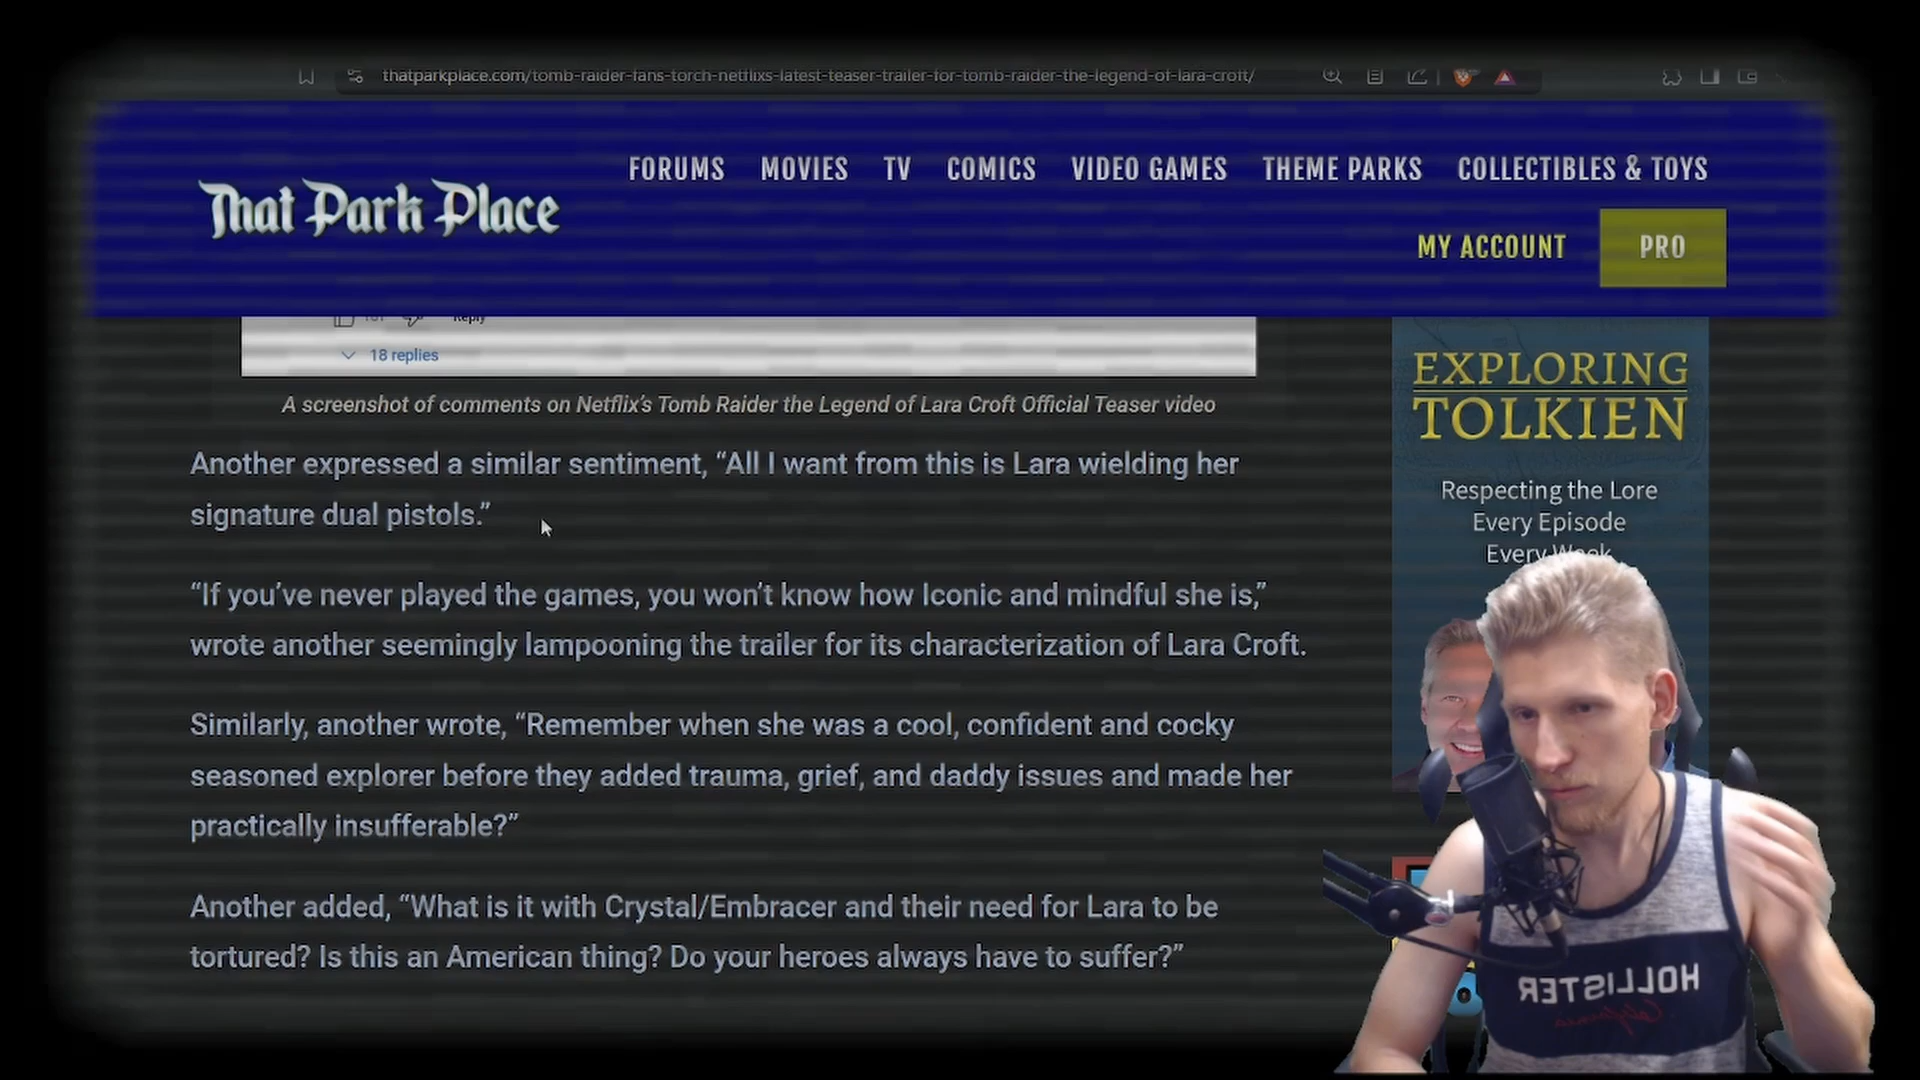 thatparkplace.com/tomb-raider-fans-torch-netflixs-latest-teaser-trailer-for-tomb-raider-the-legend-of-lara-croft/
FORUMS MOVIES TV COMICS VIDEO GAMES THEME PARKS COLLECTIBLES & TOYS
That Park Place
MY ACCOUNT PRO
Reply
18 replies
A screenshot of comments on Netflix's Tomb Raider the Legend of Lara Croft Official Teaser video
Another expressed a similar sentiment, “All I want from this is Lara wielding her
signature dual pistols.”
“If you’ve never played the games, you won’t know how Iconic and mindful she is,”
wrote another seemingly lampooning the trailer for its characterization of Lara Croft.
Similarly, another wrote, “Remember when she was a cool, confident and cocky
seasoned explorer before they added trauma, grief, and daddy issues and made her
practically insufferable?”
Another added, “What is it with Crystal/Embracer and their need for Lara to be
tortured? Is this an American thing? Do your heroes always have to suffer?”
EXPLORING
TOLKIEN
Respecting the Lore
Every Episode
Every Week
HOLLISTER
California